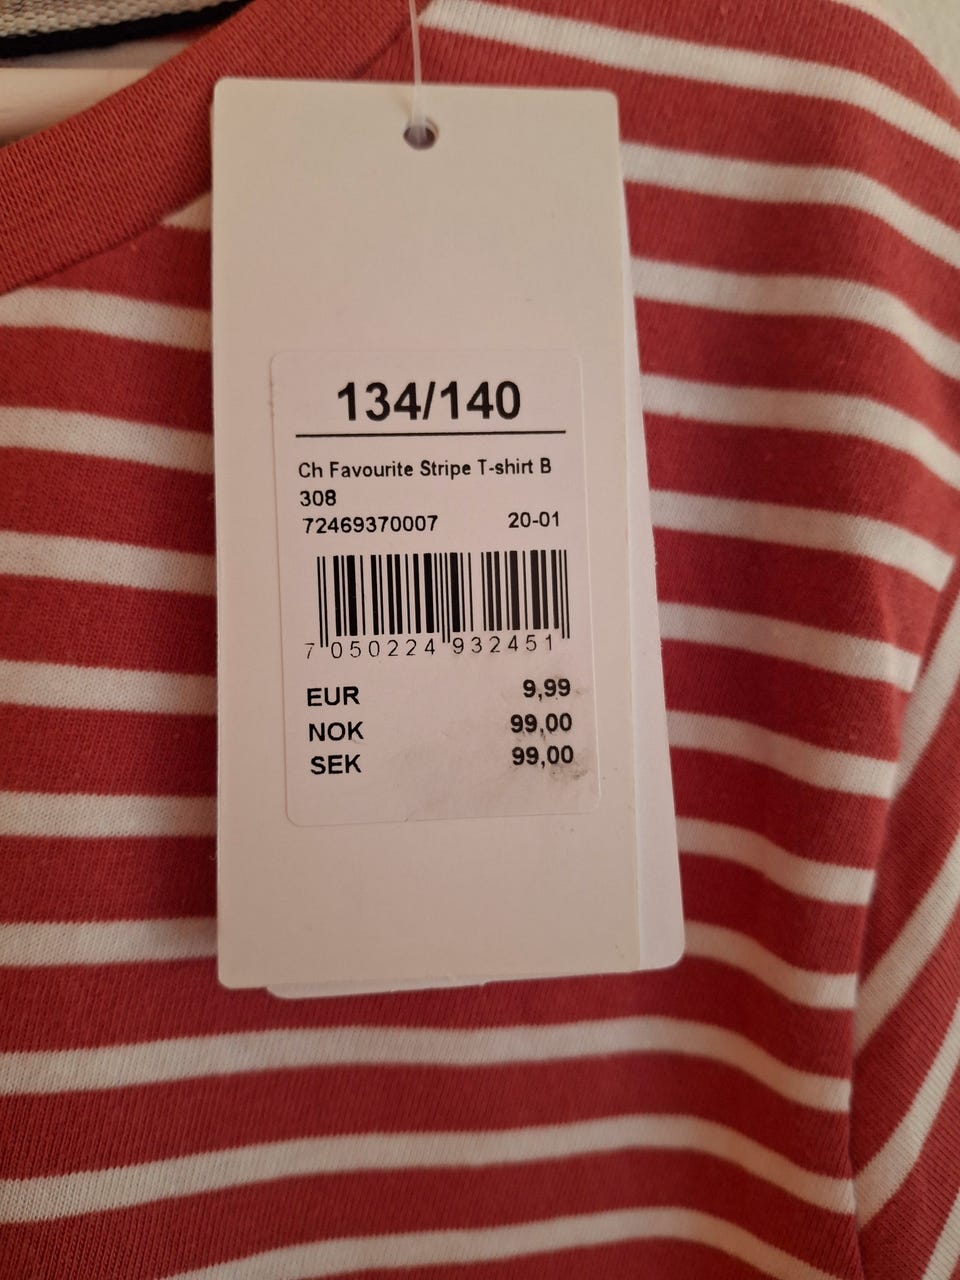 134/140
Ch Favourite Stripe T-shirt B
308
72469370007 20-01
7 050224 932451
EUR 9,99
NOK 99,00
SEK 99,00